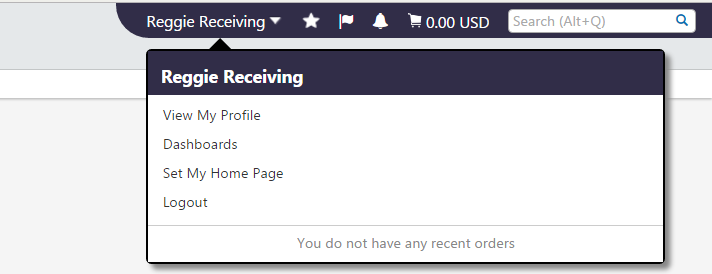 Reggie Receiving 0.00 USD Search (Alt+Q)
Reggie Receiving
View My Profile
Dashboards
Set My Home Page
Logout
You do not have any recent orders